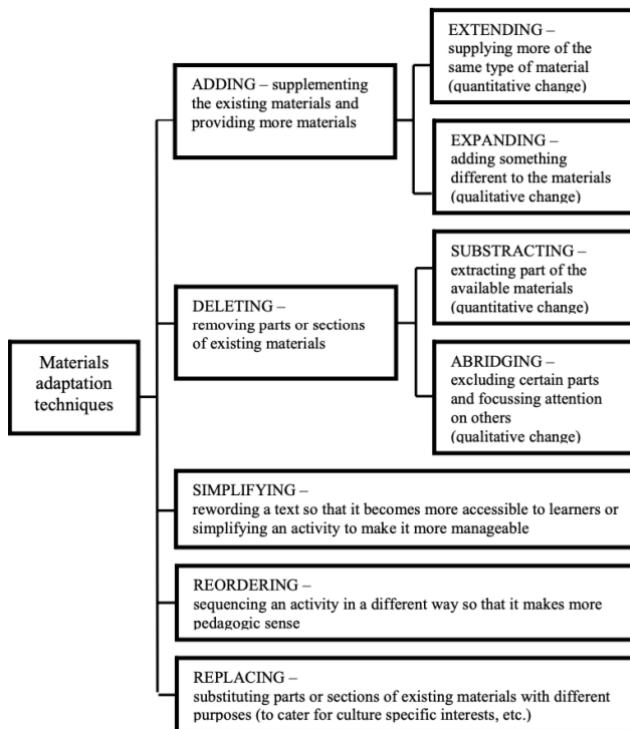 Materials
adaptation
techniques
ADDING – supplementing
the existing materials and
providing more materials
EXTENDING –
supplying more of the
same type of material
(quantitative change)
EXPANDING –
adding something
different to the materials
(qualitative change)
DELETING –
removing parts or sections
of existing materials
SUBSTRACTING –
extracting part of the
available materials
(quantitative change)
ABRIDGING –
excluding certain parts
and focussing attention
on others
(qualitative change)
SIMPLIFYING –
rewording a text so that it becomes more accessible to learners or
simplifying an activity to make it more manageable
REORDERING –
sequencing an activity in a different way so that it makes more
pedagogic sense
REPLACING –
substituting parts or sections of existing materials with different
purposes (to cater for culture specific interests, etc.)